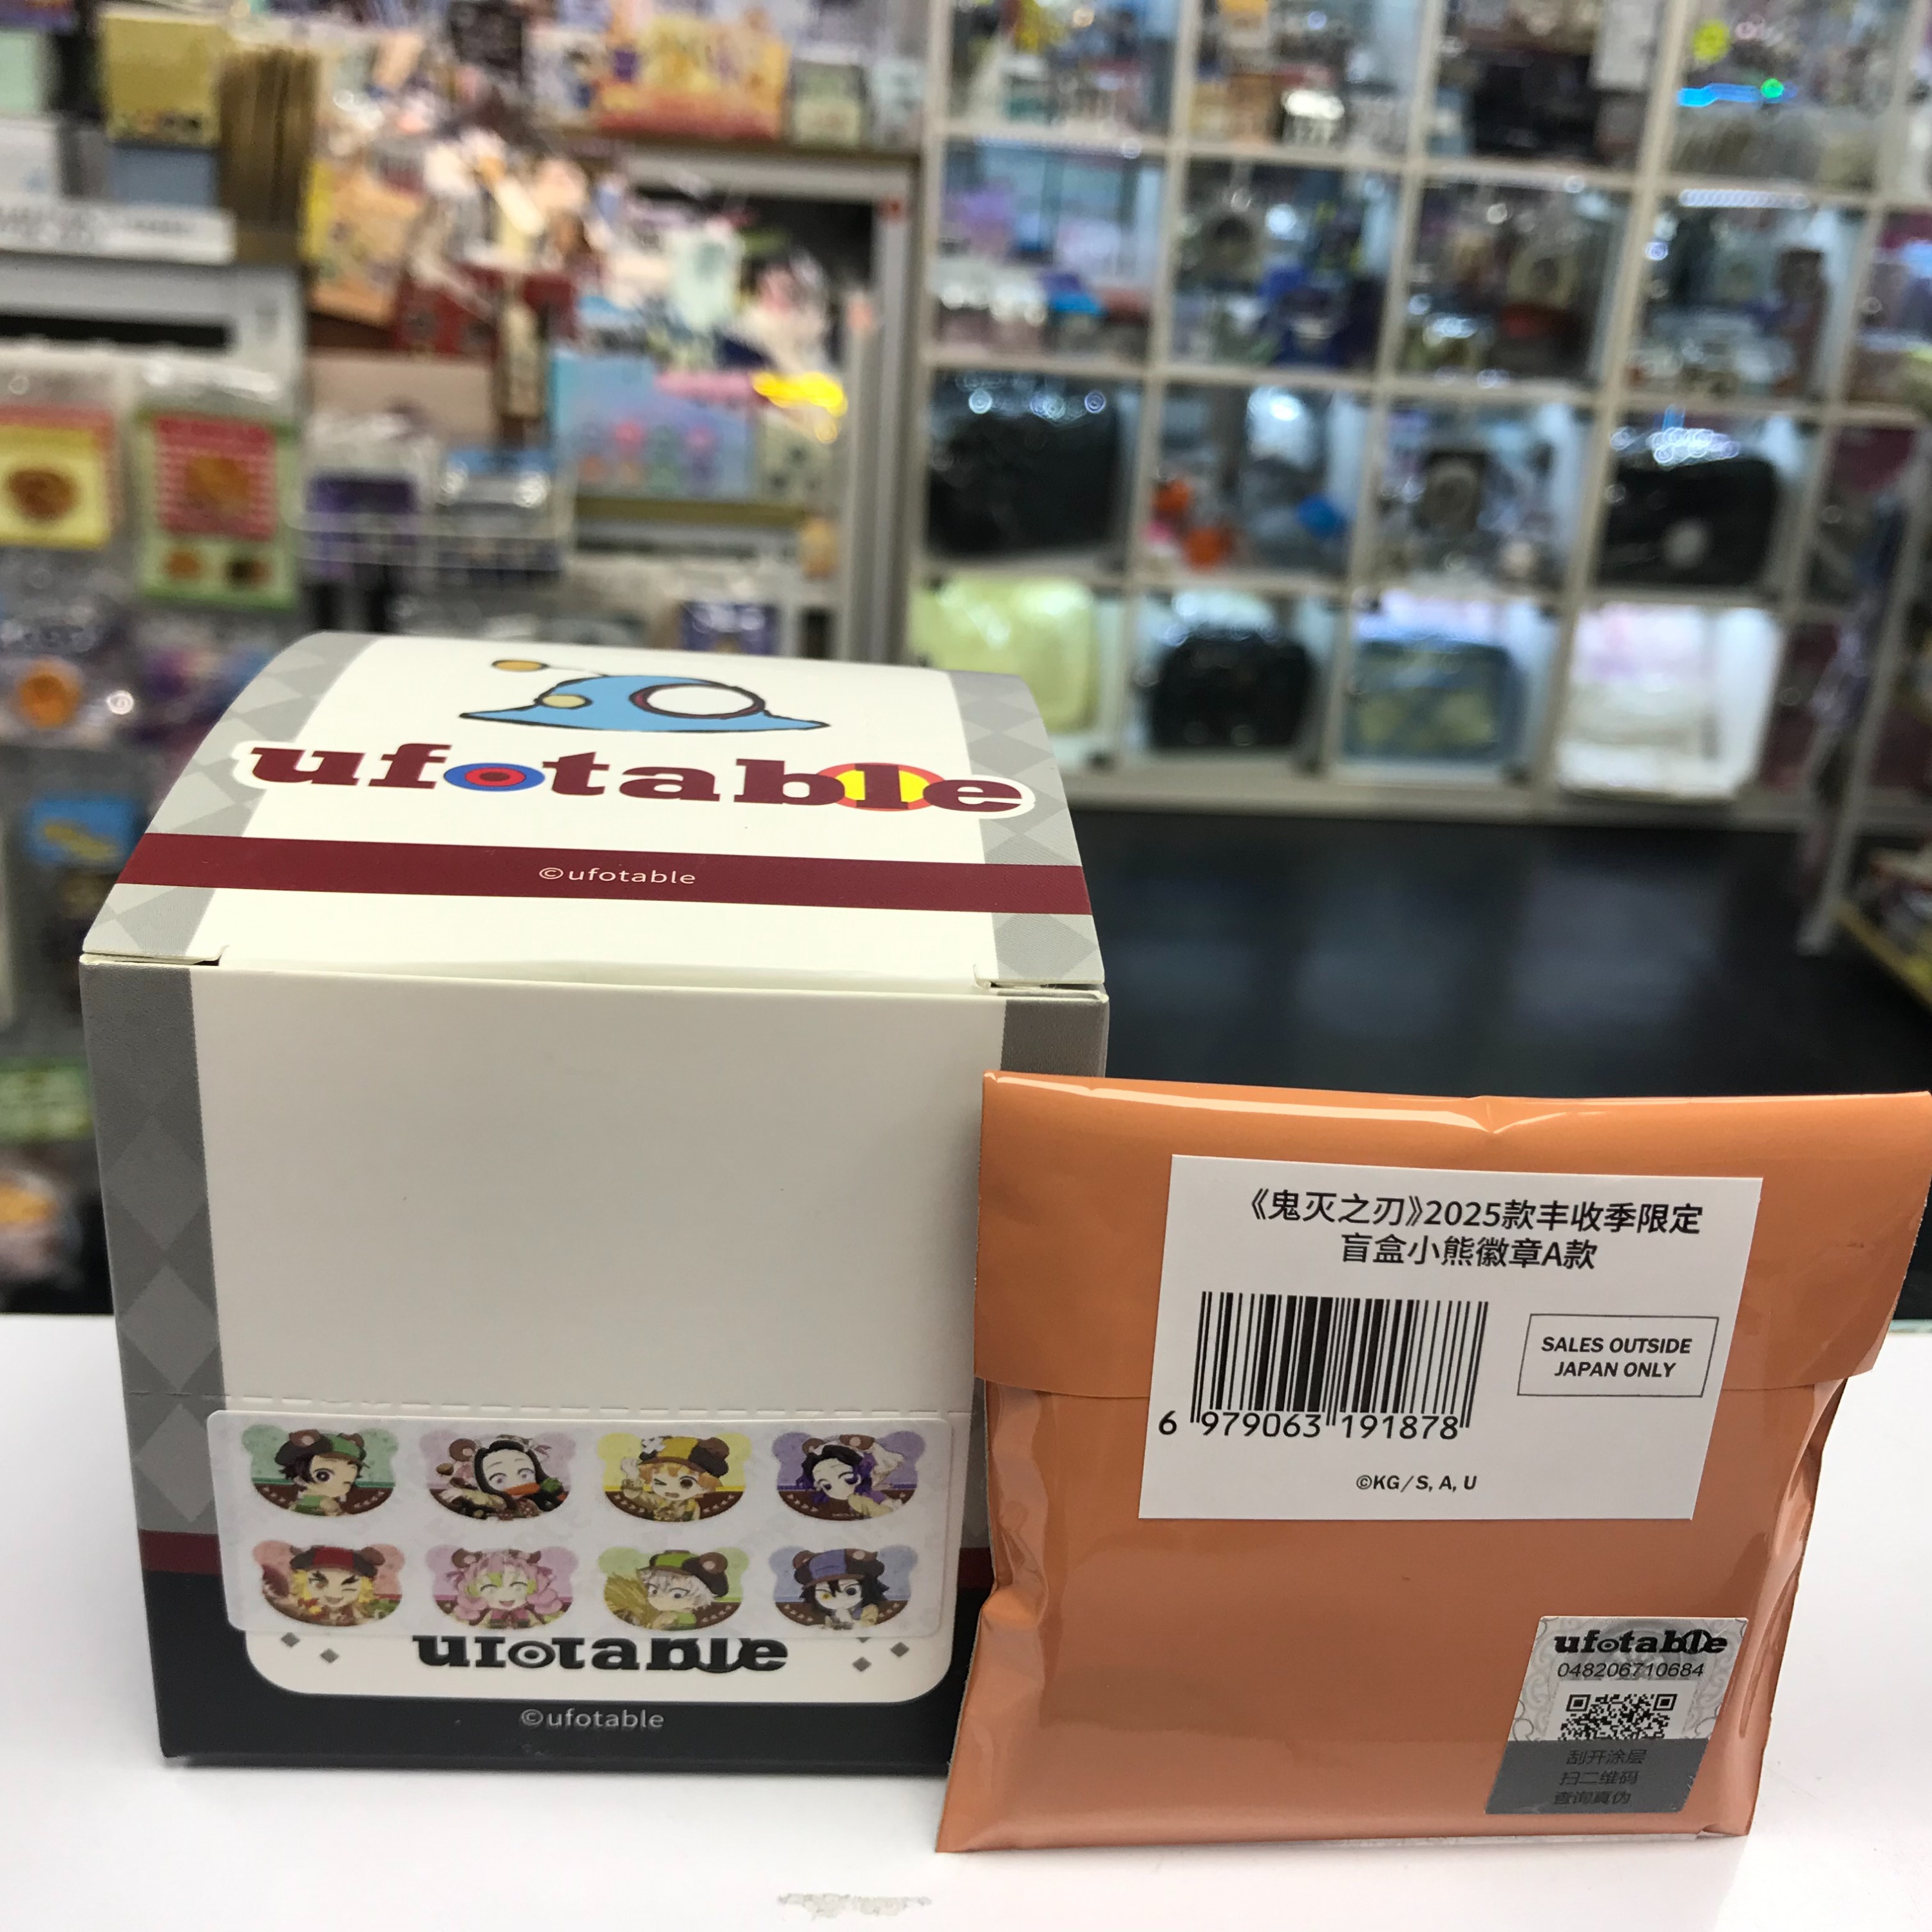 ufotable
©ufotable
ufotable
©ufotable
《鬼灭之刃》2025款丰收季限定
盲盒小熊徽章A款
SALES OUTSIDE
JAPAN ONLY
6 979063 191878
©KG/S, A, U
ufotable
048206710684
刮开涂层
扫二维码
查询真伪